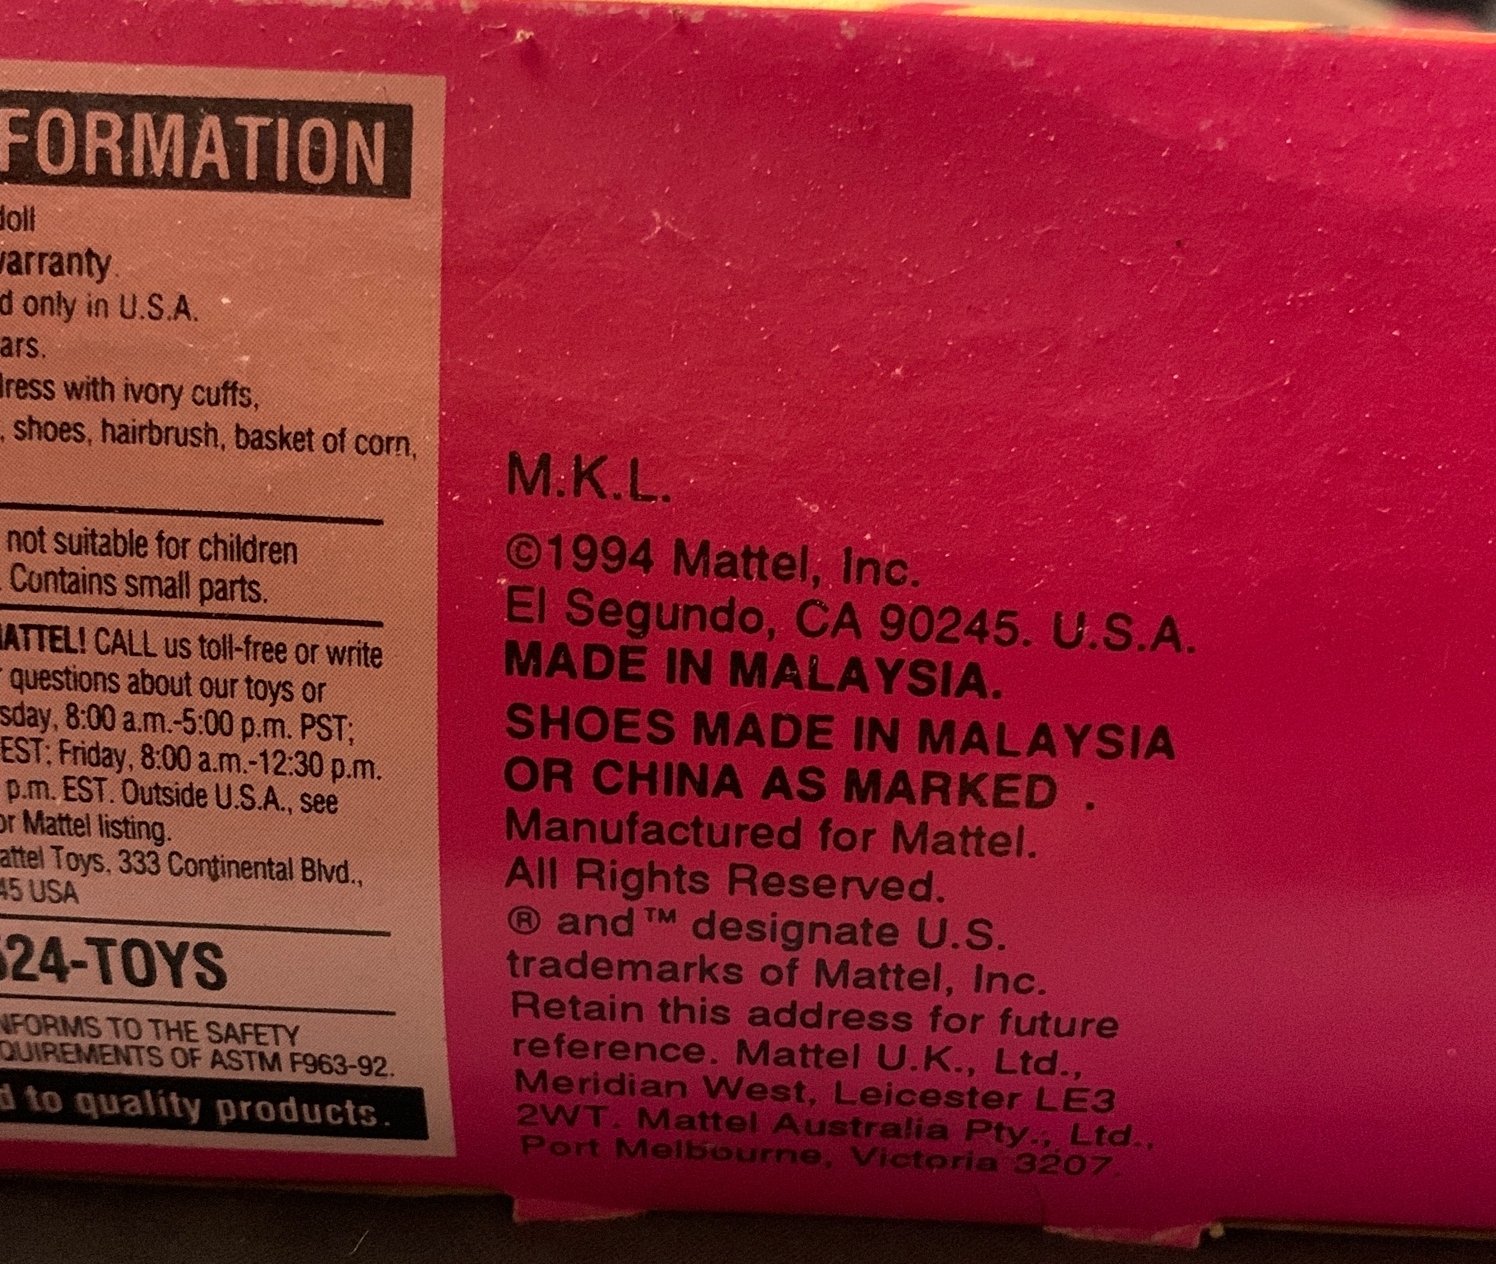 FORMATION
doll
warranty.
d only in U.S.A.
ars.
dress with ivory cuffs,
, shoes, hairbrush, basket of corn,
not suitable for children
. Contains small parts.
MATTEL! CALL us toll-free or write
questions about our toys or
sday, 8:00 a.m.-5:00 p.m. PST;
EST; Friday, 8:00 a.m.-12:30 p.m.
p.m. EST. Outside U.S.A., see
or Mattel listing.
attel Toys, 333 Continental Blvd.,
45 USA
524-TOYS
NFORMS TO THE SAFETY
QUIREMENTS OF ASTM F963-92.
d to quality products.
M.K.L.
©1994 Mattel, Inc.
El Segundo, CA 90245. U.S.A.
MADE IN MALAYSIA.
SHOES MADE IN MALAYSIA
OR CHINA AS MARKED .
Manufactured for Mattel.
All Rights Reserved.
® and ™ designate U.S.
trademarks of Mattel, Inc.
Retain this address for future
reference. Mattel U.K., Ltd.,
Meridian West, Leicester LE3
2WT. Mattel Australia Pty., Ltd.,
Port Melbourne, Victoria 3207.